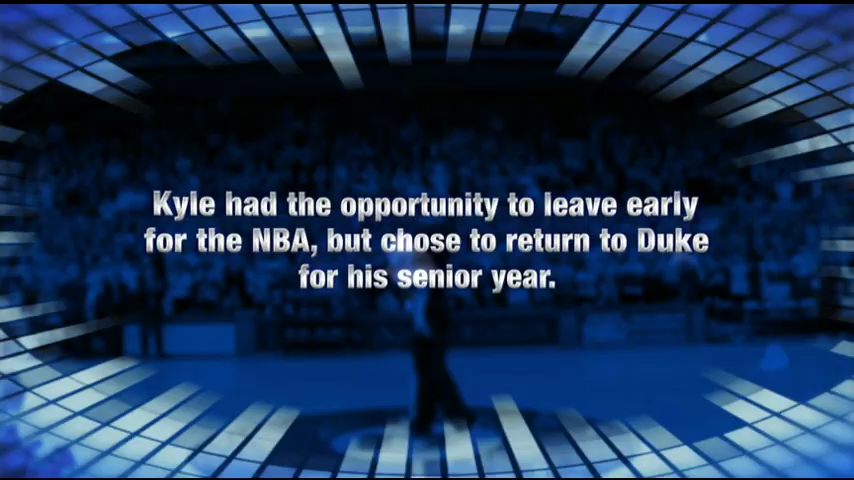 Kyle had the opportunity to leave early
for the NBA, but chose to return to Duke
for his senior year.